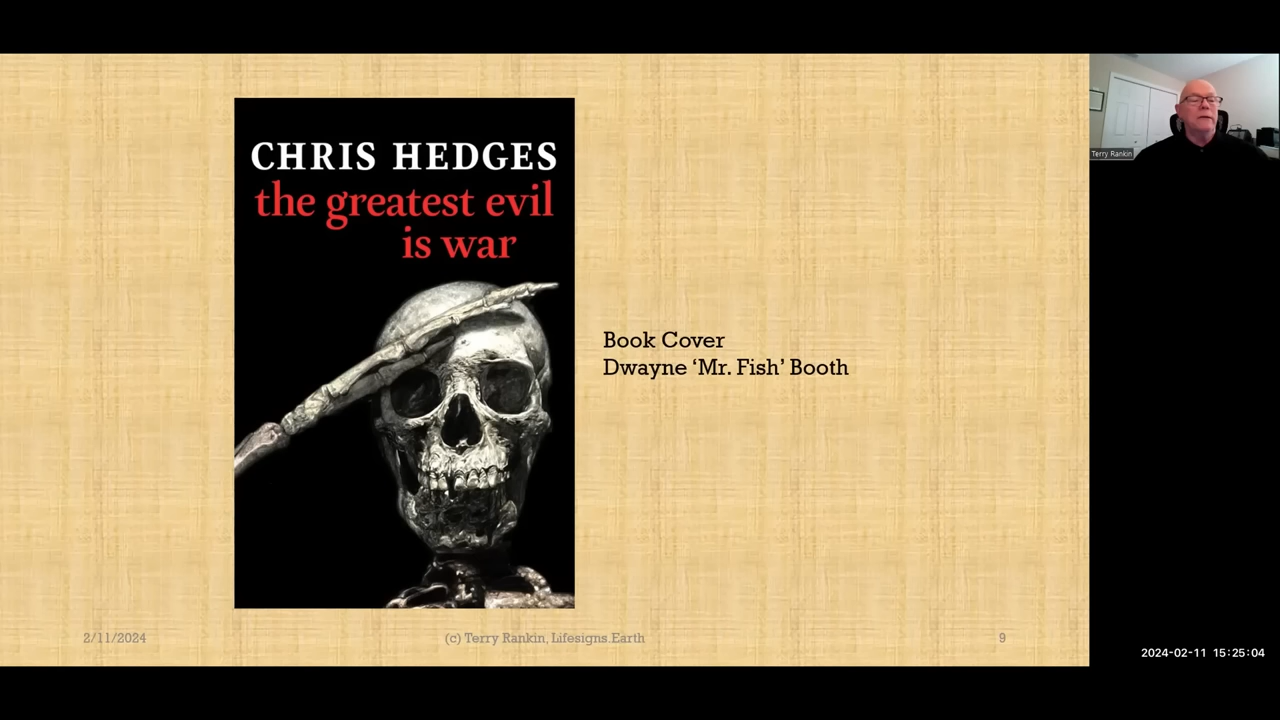 CHRIS HEDGES
the greatest evil
is war
Book Cover
Dwayne ‘Mr. Fish’ Booth
2/11/2024
(c) Terry Rankin, Lifesigns.Earth
9
Terry Rankin
2024-02-11 15:25:04